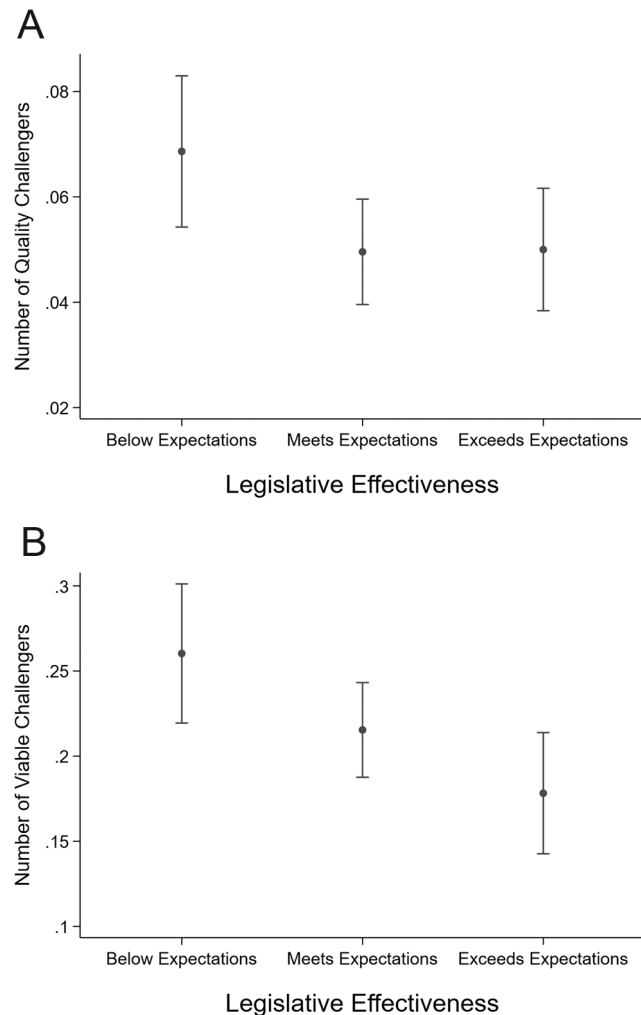 A
Number of Quality Challengers
.08
.06
.04
.02
Below Expectations
Meets Expectations
Exceeds Expectations
Legislative Effectiveness
B
Number of Viable Challengers
.3
.25
.2
.15
.1
Below Expectations
Meets Expectations
Exceeds Expectations
Legislative Effectiveness